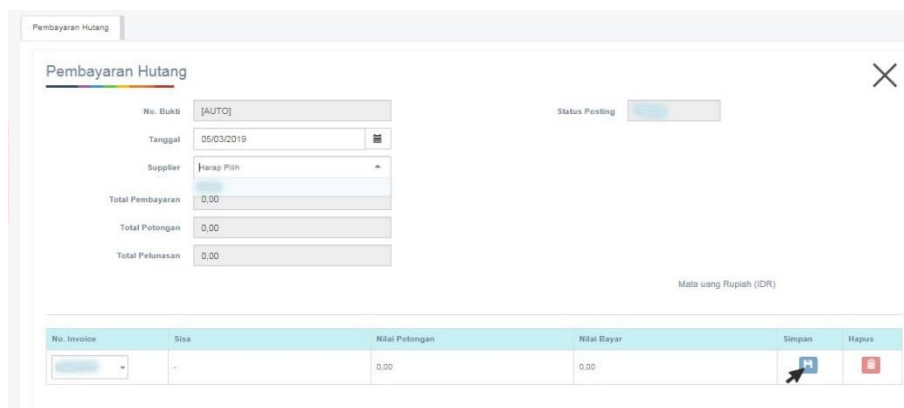 Pembayaran Hutang
Pembayaran Hutang
No. Bukti [AUTO] Status Posting
Tanggal 05/03/2019
Supplier Harap Pilih
Total Pembayaran 0,00
Total Potongan 0,00
Total Pelunasan 0,00
Mata uang Rupiah (IDR)
No. Invoice Sisa Nilai Potongan Nilai Bayar Simpan Hapus
- 0,00 0,00